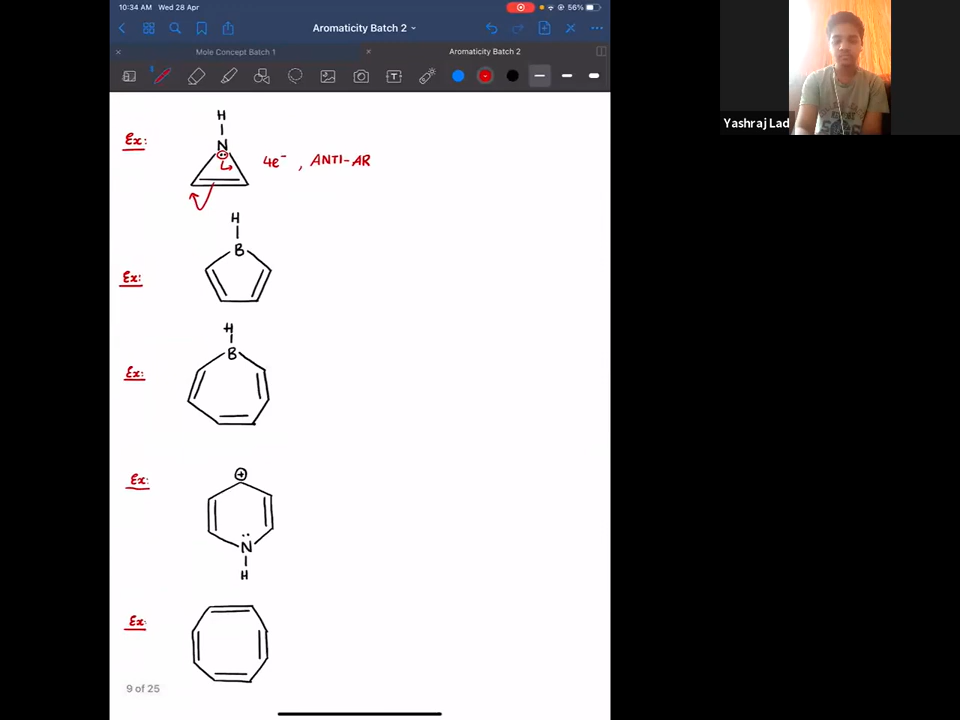 10:34 AM Wed 28 Apr
56%
Aromaticity Batch 2
Mole Concept Batch 1
Aromaticity Batch 2
T
H
Ex:
N
4e⁻ , ANTI-AR
H
B
Ex:
H
B
Ex:
Ex:
+
N
H
Ex:
9 of 25
Yashraj Lad